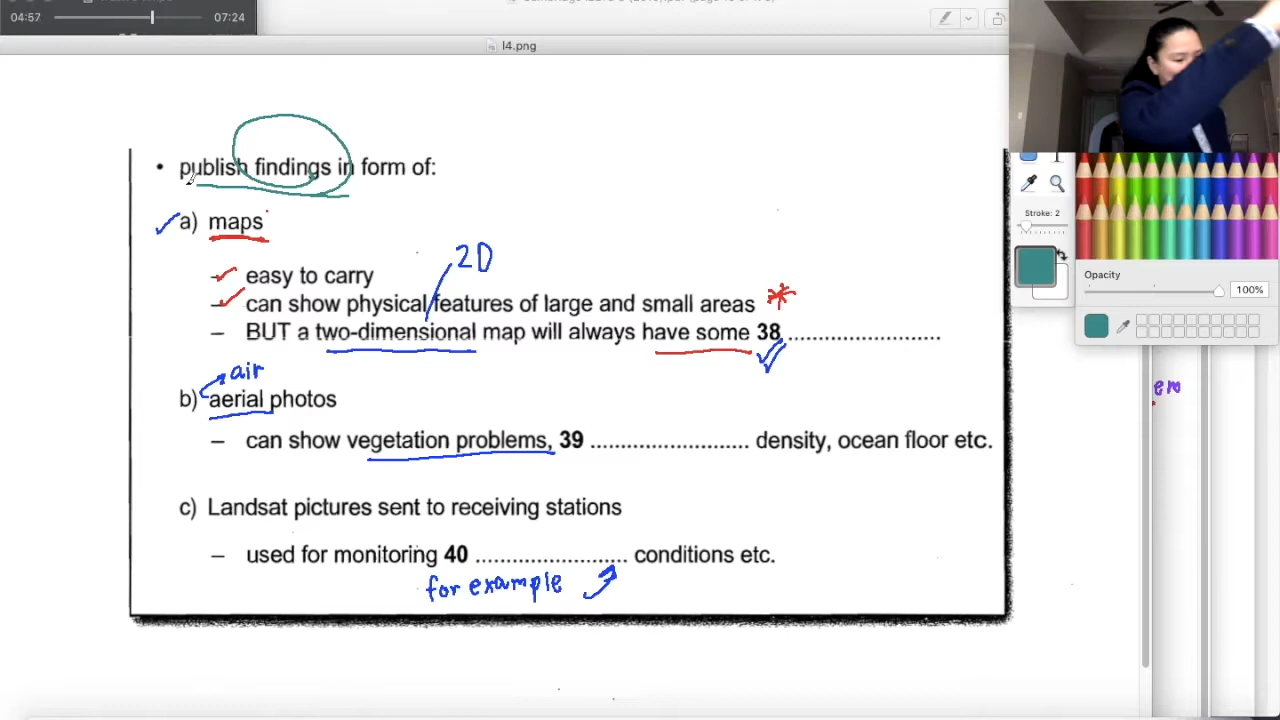 04:57
07:24
l4.png
• publish findings in form of:
a) maps
2D
– easy to carry
– can show physical features of large and small areas *
– BUT a two-dimensional map will always have some 38 .........................
air
b) aerial photos
– can show vegetation problems, 39 .......................... density, ocean floor etc.
c) Landsat pictures sent to receiving stations
– used for monitoring 40 ......................... conditions etc.
for example
Stroke: 2
Opacity
100%